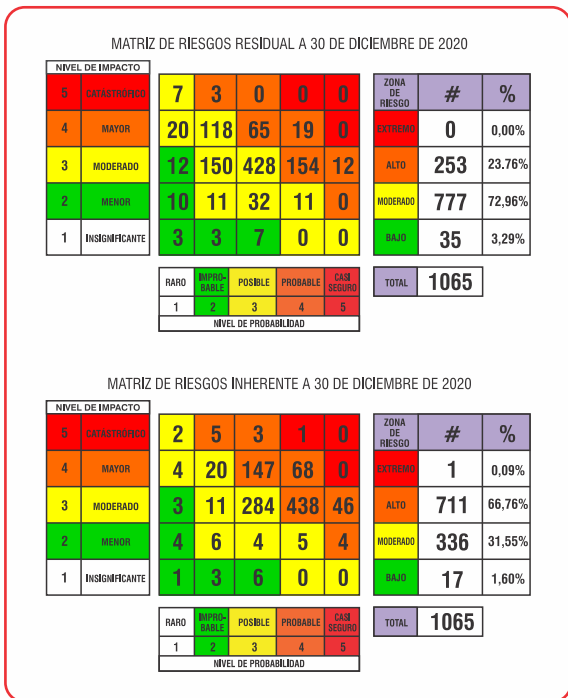 MATRIZ DE RIESGOS RESIDUAL A 30 DE DICIEMBRE DE 2020
NIVEL DE IMPACTO
5 CATASTRÓFICO 7 3 0 0 0
4 MAYOR 20 118 65 19 0
3 MODERADO 12 150 428 154 12
2 MENOR 10 11 32 11 0
1 INSIGNIFICANTE 3 3 7 0 0
ZONA DE RIESGO # %
EXTREMO 0 0,00%
ALTO 253 23.76%
MODERADO 777 72,96%
BAJO 35 3,29%
TOTAL 1065
RARO IMPRO-BABLE POSIBLE PROBABLE CASI SEGURO
1 2 3 4 5
NÍVEL DE PROBABILIDAD
MATRIZ DE RIESGOS INHERENTE A 30 DE DICIEMBRE DE 2020
NIVEL DE IMPACTO
5 CATASTRÓFICO 2 5 3 1 0
4 MAYOR 4 20 147 68 0
3 MODERADO 3 11 284 438 46
2 MENOR 4 6 4 5 4
1 INSIGNIFICANTE 1 3 6 0 0
ZONA DE RIESGO # %
EXTREMO 1 0,09%
ALTO 711 66,76%
MODERADO 336 31,55%
BAJO 17 1,60%
TOTAL 1065
RARO IMPRO-BABLE POSIBLE PROBABLE CASI SEGURO
1 2 3 4 5
NÍVEL DE PROBABILIDAD